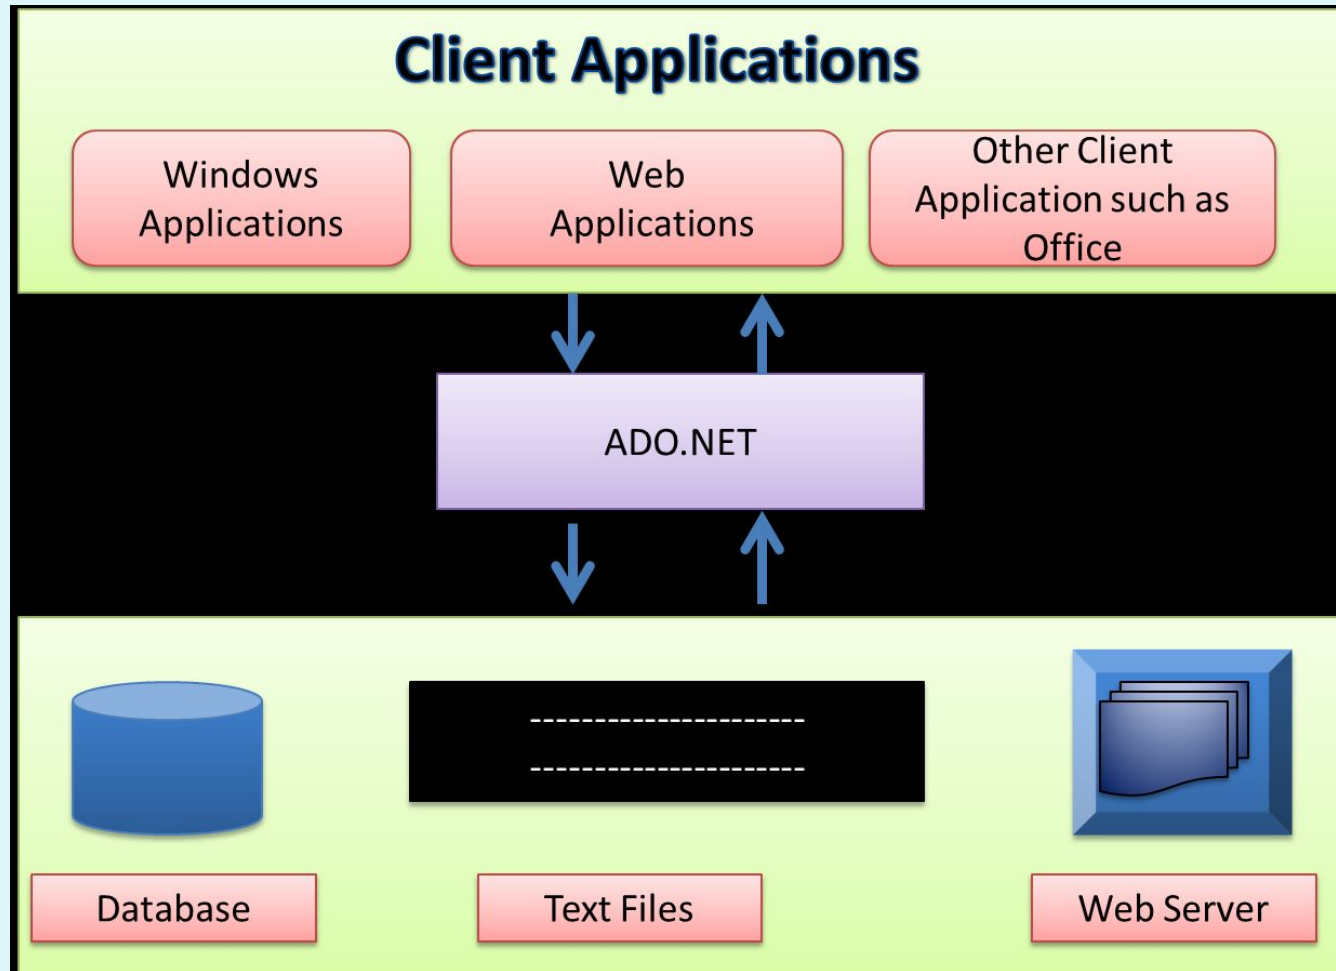 Client Applications
Windows
Applications
Web
Applications
Other Client
Application such as
Office
ADO.NET
----------------------
----------------------
Database
Text Files
Web Server